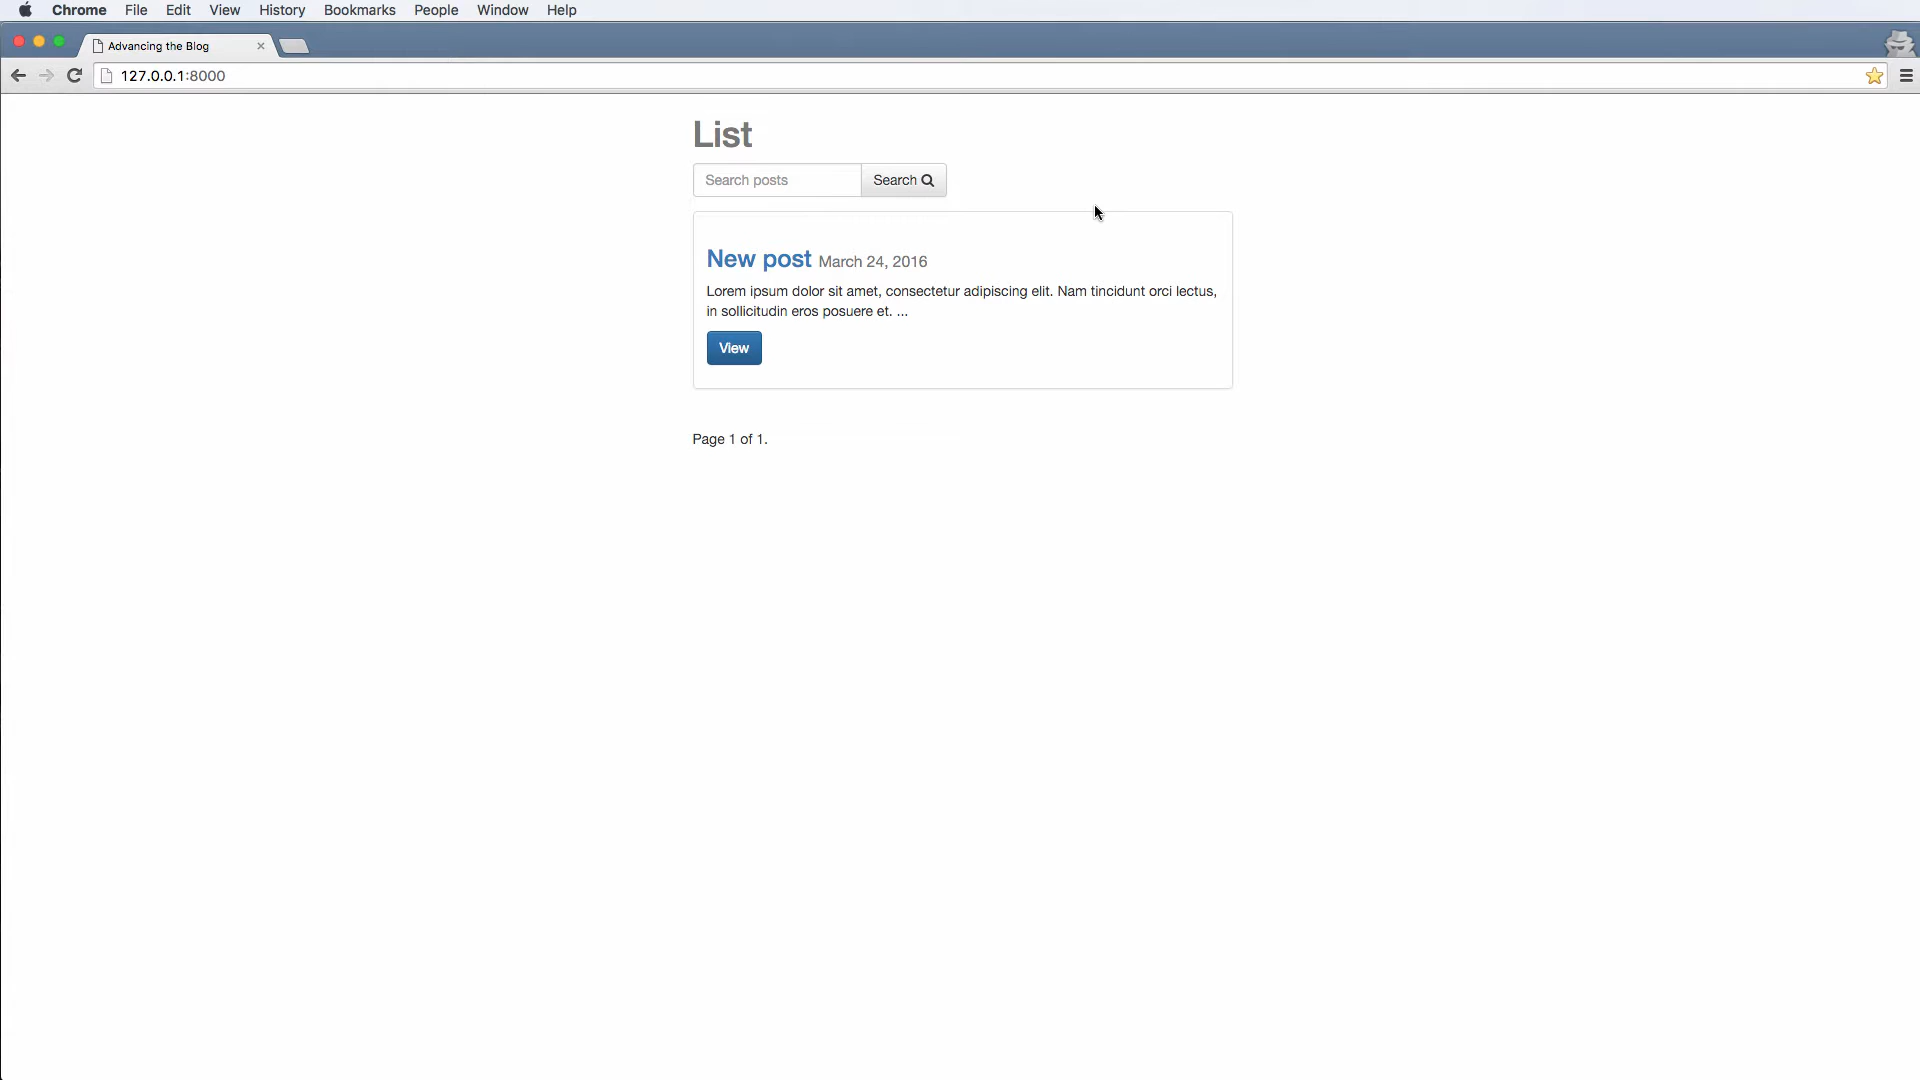 Chrome File Edit View History Bookmarks People Window Help
Advancing the Blog
127.0.0.1:8000
List
Search posts Search
New post March 24, 2016
Lorem ipsum dolor sit amet, consectetur adipiscing elit. Nam tincidunt orci lectus,
in sollicitudin eros posuere et. ...
View
Page 1 of 1.